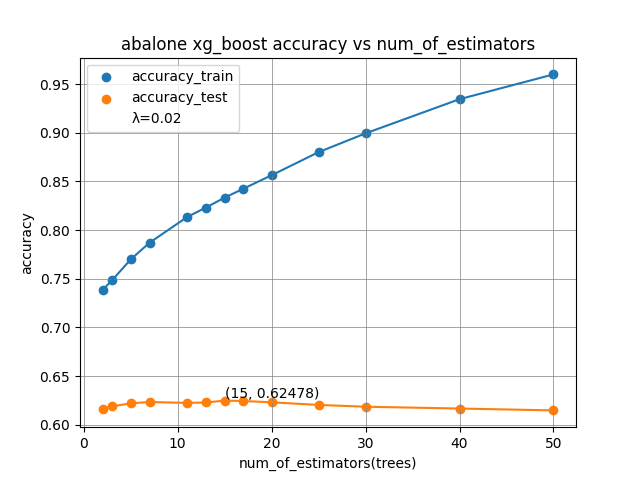 abalone xg_boost accuracy vs num_of_estimators
accuracy_train
accuracy_test
λ=0.02
0.95
0.90
0.85
0.80
0.75
0.70
0.65
0.60
accuracy
(15, 0.62478)
0 10 20 30 40 50
num_of_estimators(trees)